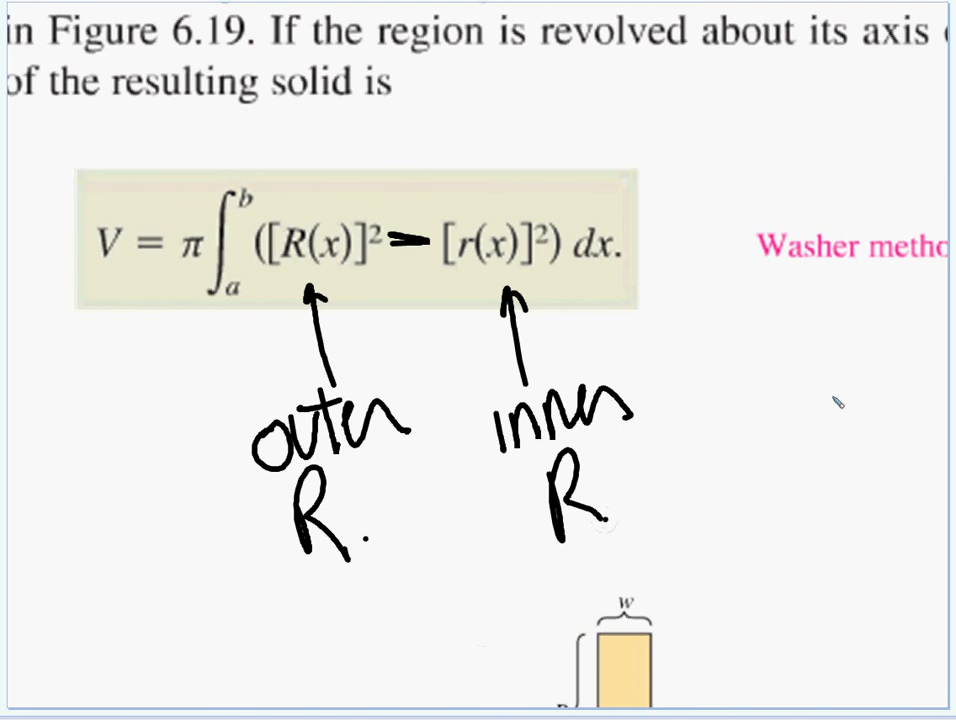 in Figure 6.19. If the region is revolved about its axis
of the resulting solid is
V = π∫ₐᵇ ([R(x)]² − [r(x)]²) dx.
Washer metho
outer inner
R. R.
w